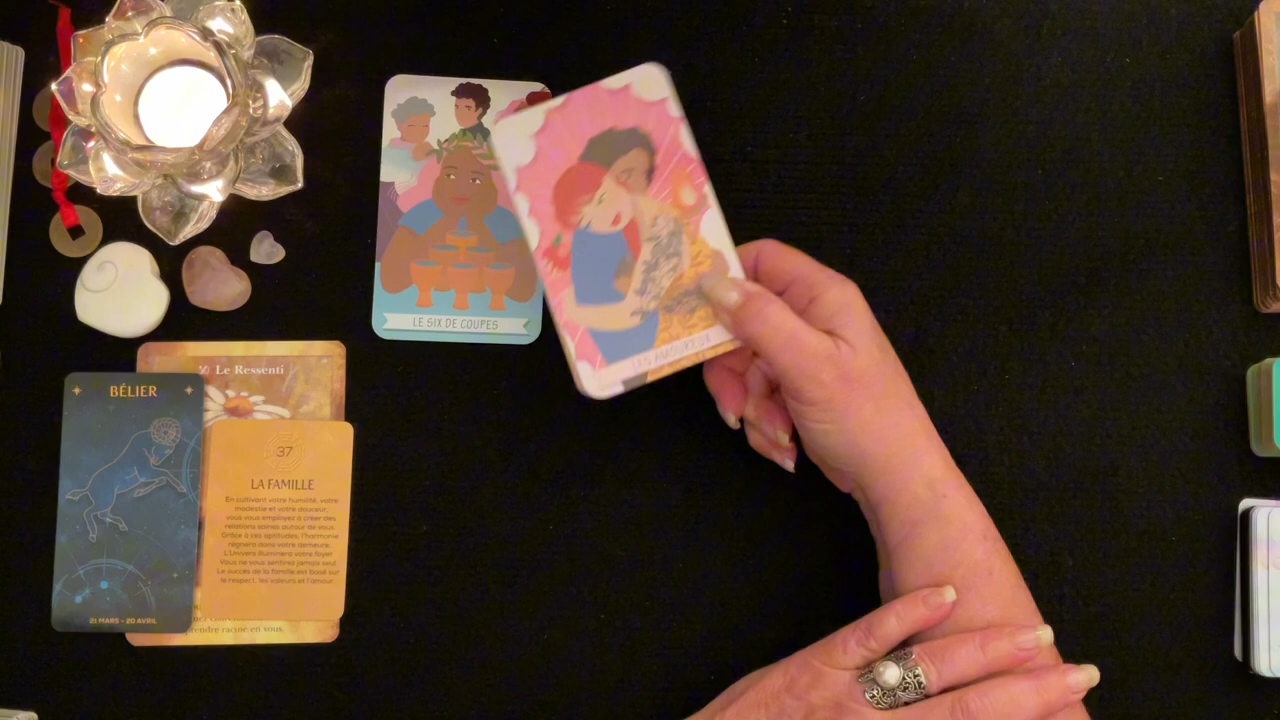 LE SIX DE COUPES
LES AMOUREUX
Le Ressenti
BÉLIER
21 MARS - 20 AVRIL
37
LA FAMILLE
En cultivant votre humilité, votre
modestie et votre douceur,
vous vous employez à créer des
relations saines autour de vous.
Grâce à ces aptitudes, l'harmonie
régnera dans votre demeure.
L'Univers illuminera votre foyer.
Vous ne vous sentirez jamais seul.
Le succès de la famille est basé sur
le respect, les valeurs et l'amour.
prendre racine en vous.